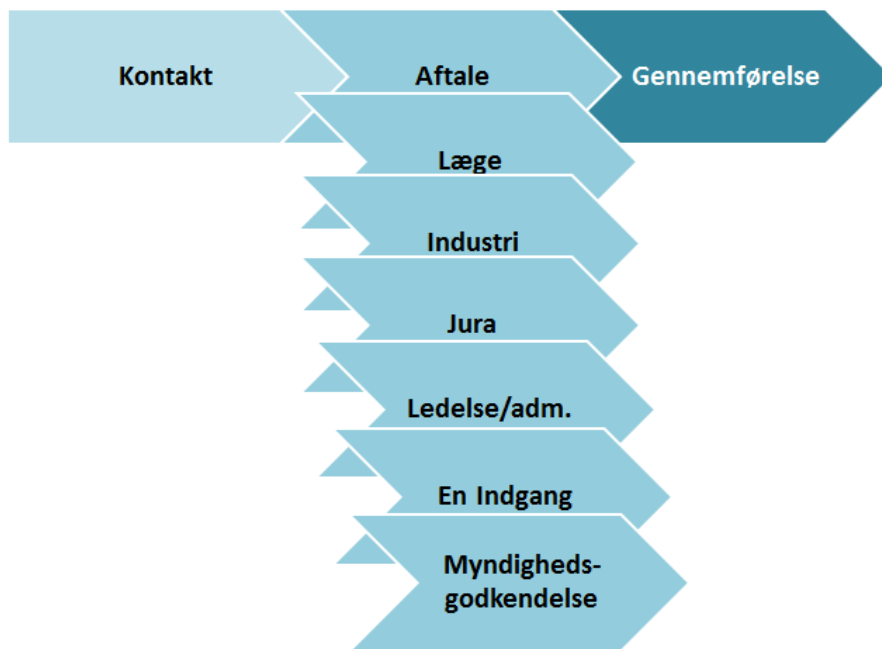 Kontakt
Aftale
Gennemførelse
Læge
Industri
Jura
Ledelse/adm.
En Indgang
Myndigheds-
godkendelse